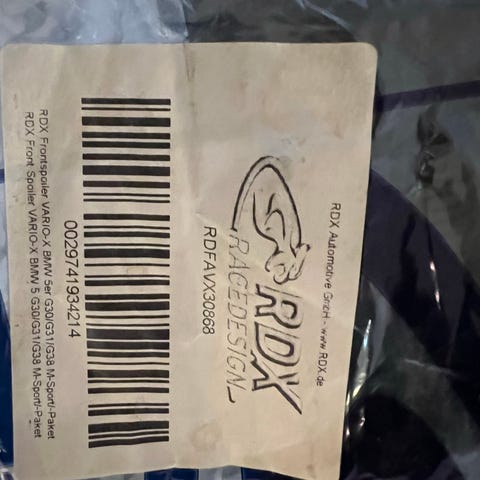 RDX Automotive GmbH - www.RDX.de
RDX
RACEDESIGN
RDFAVX30868
0029741934214
RDX Frontspoiler VARIO-X BMW 5er G30/G31/G38 M-Sport/-Paket
RDX Front Spoiler VARIO-X BMW 5 G30/G31/G38 M-Sport/-Paket